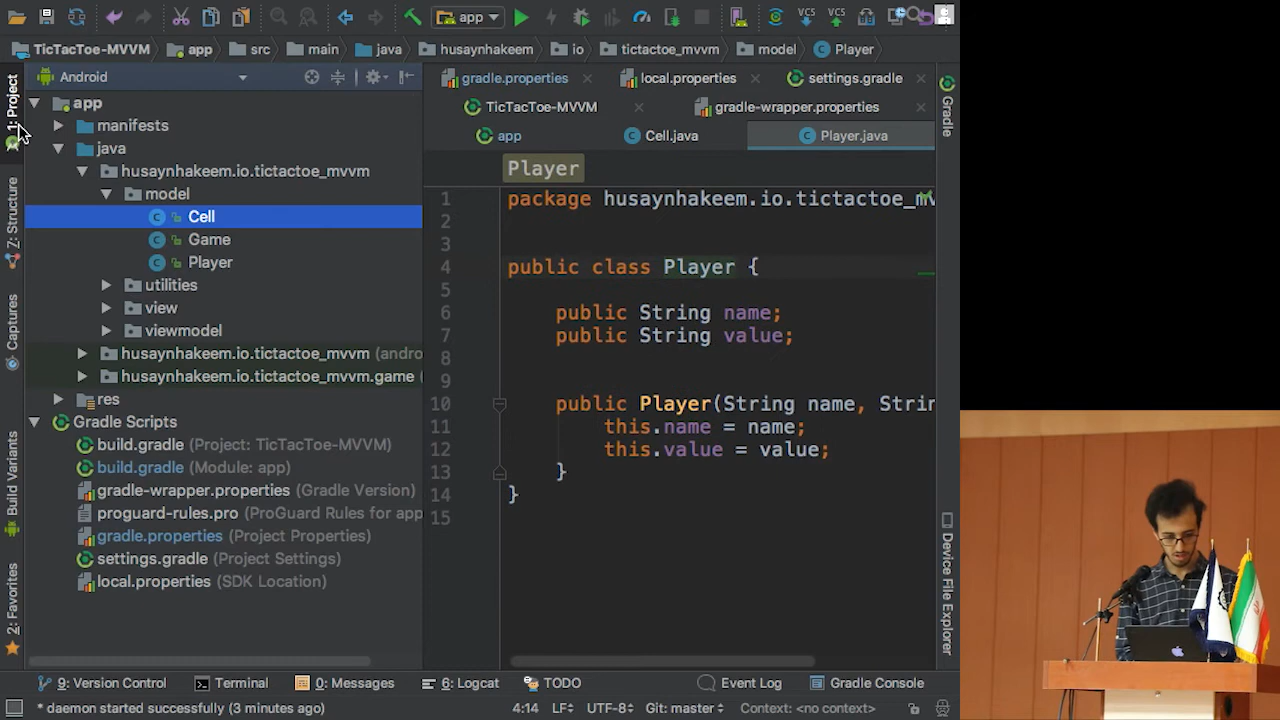 app
TicTacToe-MVVM app src main java husaynhakeem io tictactoe_mvvm model Player
Android
1: Project
7: Structure
Captures
Build Variants
2: Favorites
app
manifests
java
husaynhakeem.io.tictactoe_mvvm
model
Cell
Game
Player
utilities
view
viewmodel
husaynhakeem.io.tictactoe_mvvm (andro
husaynhakeem.io.tictactoe_mvvm.game
res
Gradle Scripts
build.gradle (Project: TicTacToe-MVVM)
build.gradle (Module: app)
gradle-wrapper.properties (Gradle Version)
proguard-rules.pro (ProGuard Rules for app
gradle.properties (Project Properties)
settings.gradle (Project Settings)
local.properties (SDK Location)
gradle.properties local.properties settings.gradle
TicTacToe-MVVM gradle-wrapper.properties
app Cell.java Player.java
Player
1 package husaynhakeem.io.tictactoe_mv
2
3
4 public class Player {
5
6 public String name;
7 public String value;
8
9
10 public Player(String name, Strin
11 this.name = name;
12 this.value = value;
13 }
14 }
15
Gradle
Device File Explorer
9: Version Control Terminal 0: Messages 6: Logcat TODO Event Log Gradle Console
* daemon started successfully (3 minutes ago) 4:14 LF÷ UTF-8÷ Git: master÷ Context: <no context>
VCS VCS